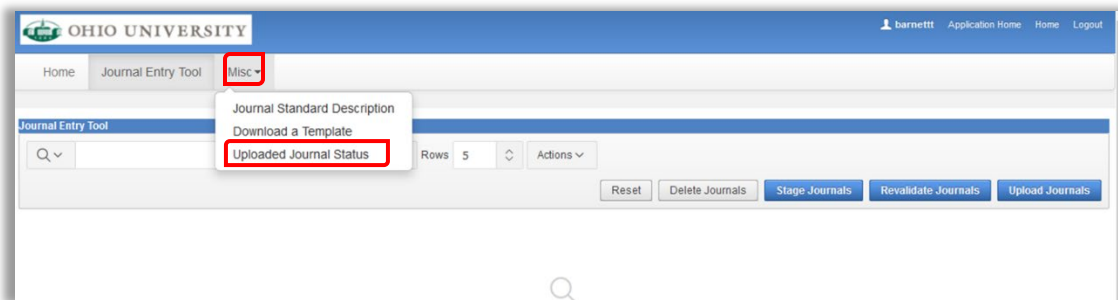 OHIO UNIVERSITY
barnettt Application Home Home Logout
Home Journal Entry Tool Misc
Journal Standard Description
Journal Entry Tool
Download a Template
Uploaded Journal Status
Rows 5 Actions
Reset Delete Journals Stage Journals Revalidate Journals Upload Journals